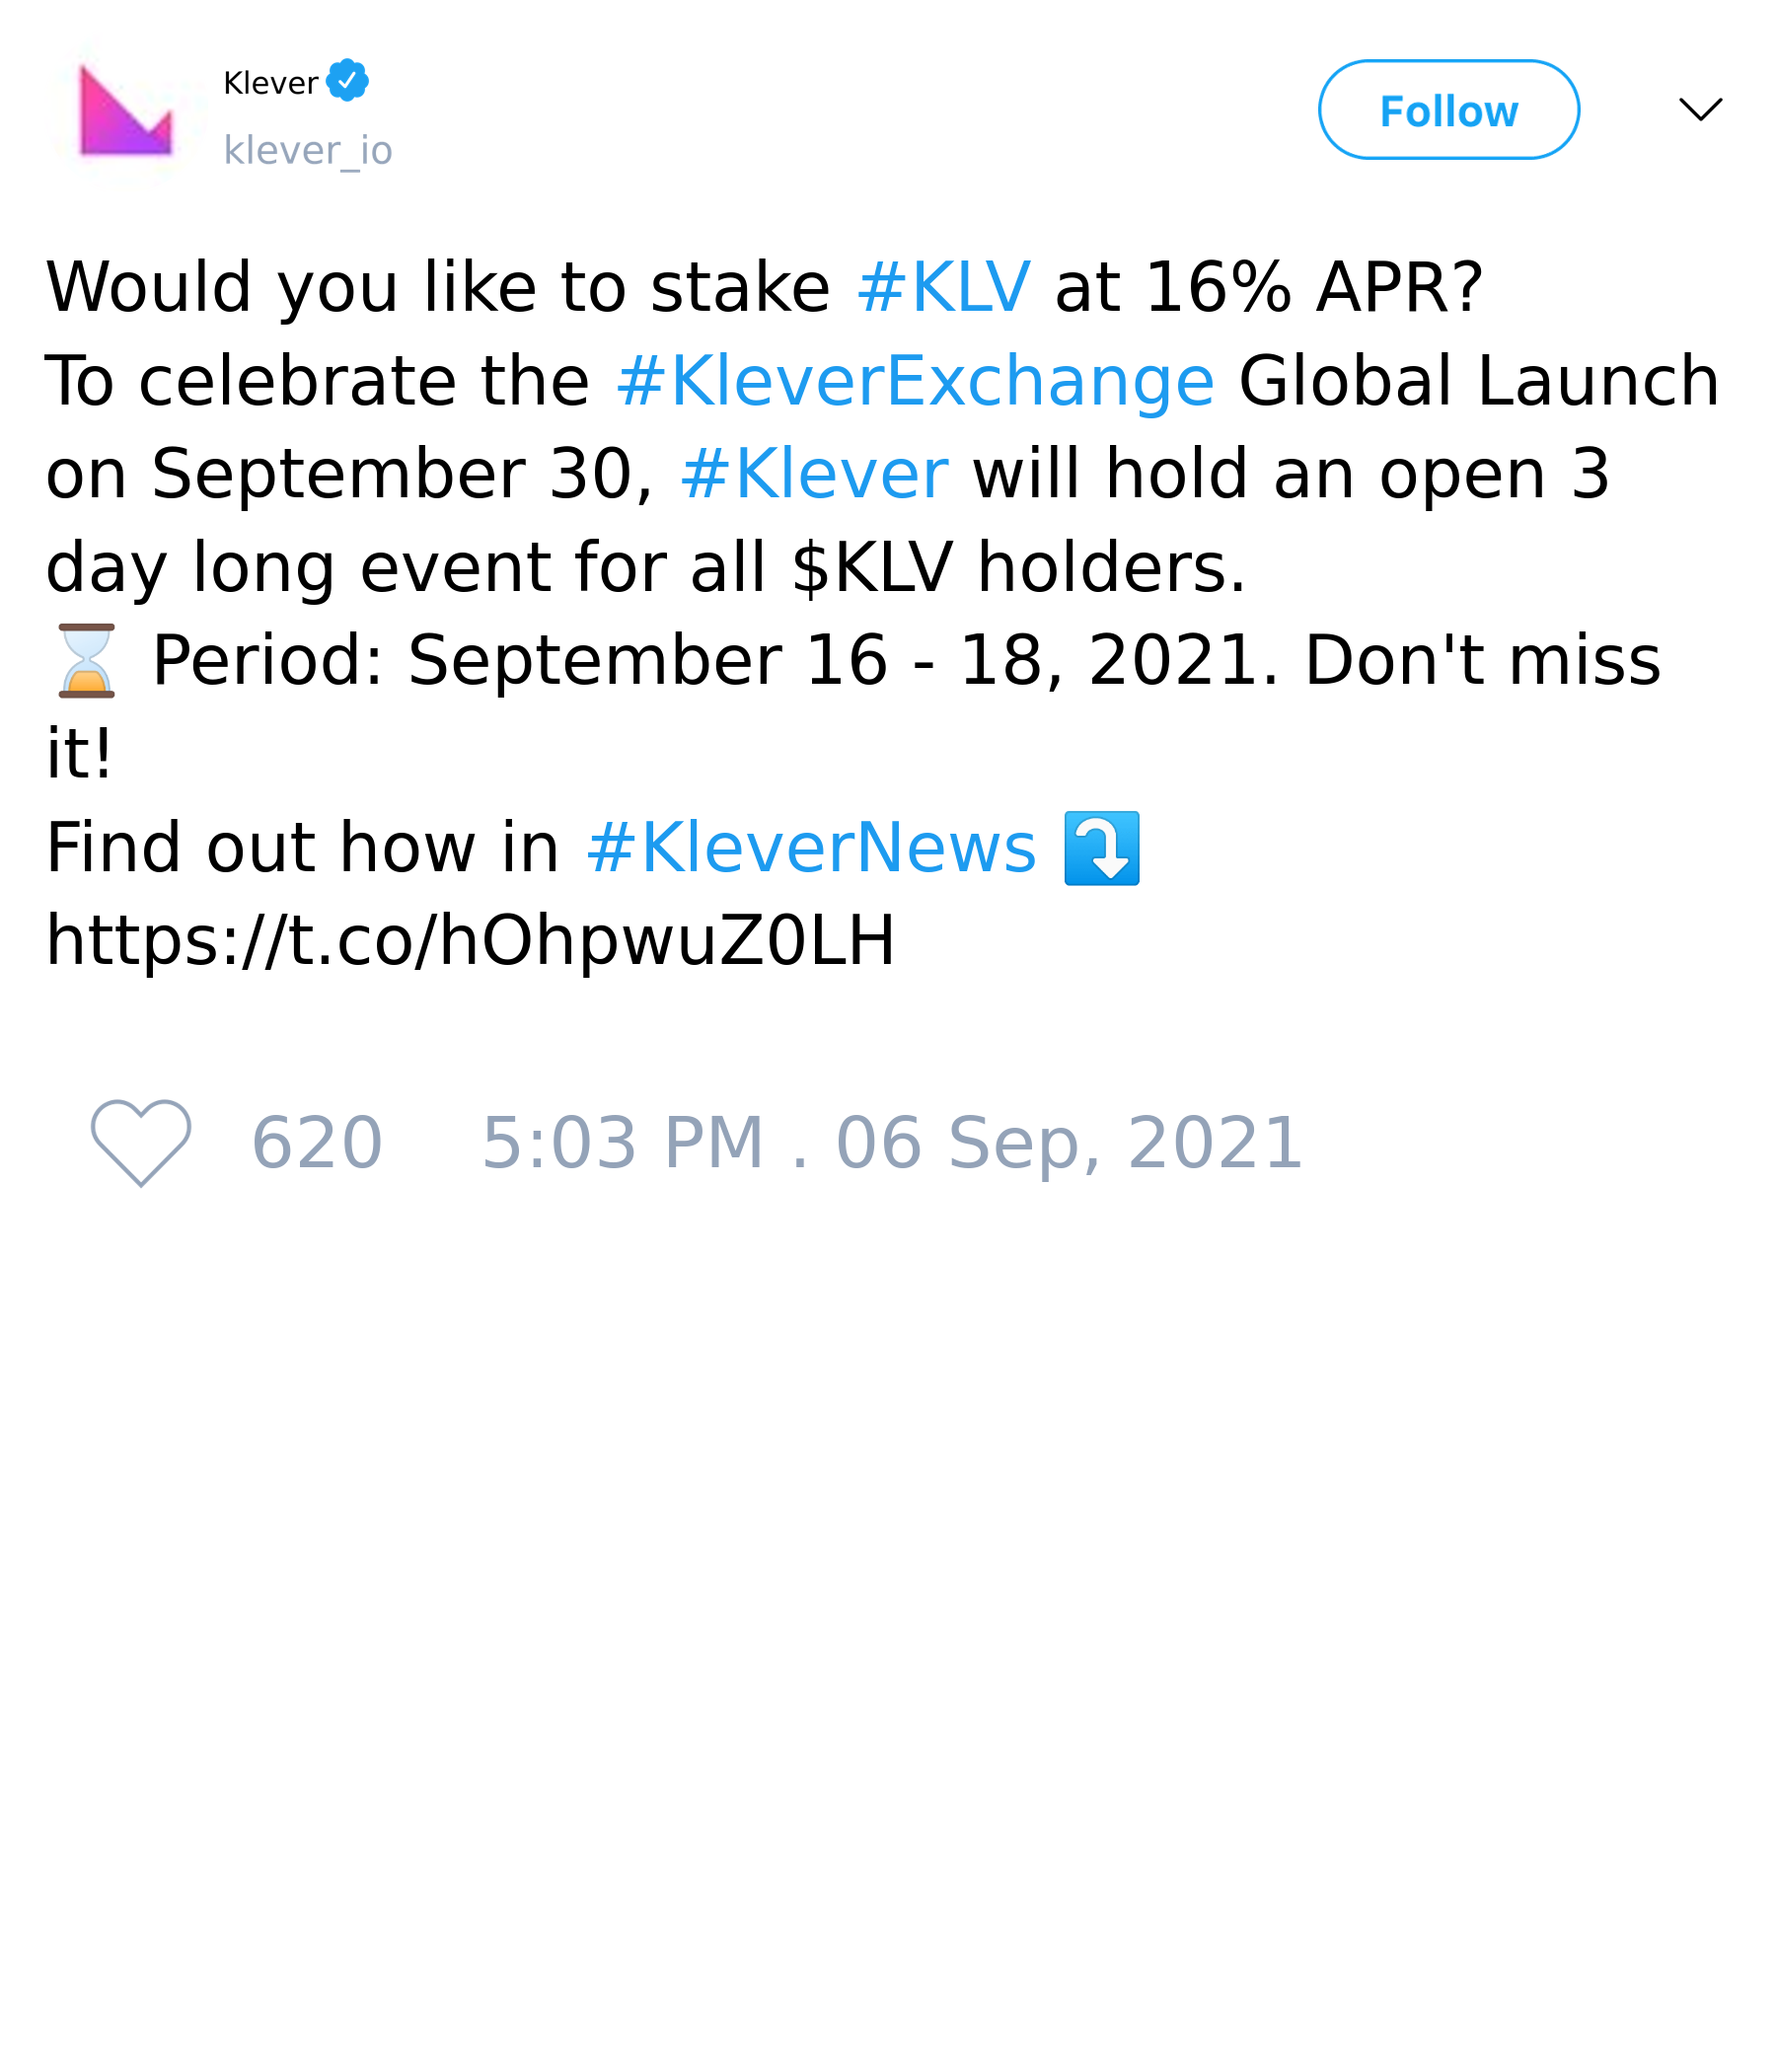 Klever
klever_io
Follow
Would you like to stake #KLV at 16% APR?
To celebrate the #KleverExchange Global Launch
on September 30, #Klever will hold an open 3
day long event for all $KLV holders.
⏳ Period: September 16 - 18, 2021. Don't miss
it!
Find out how in #KleverNews ⤵️
https://t.co/hOhpwuZ0LH
620 5:03 PM . 06 Sep, 2021